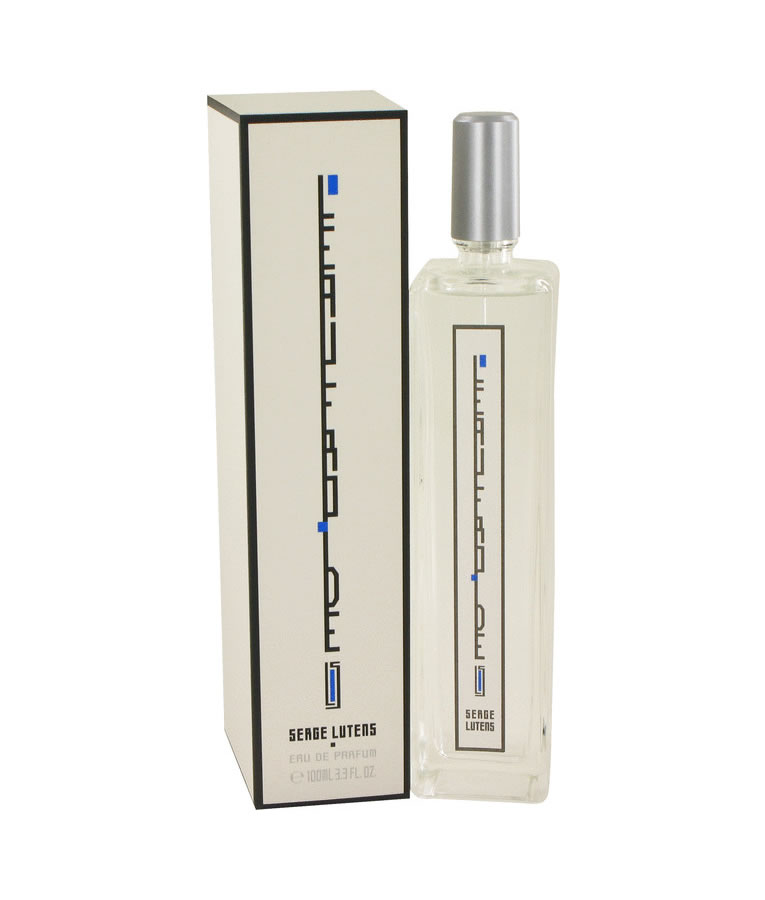 L'EAU FROIDE
SERGE LUTENS
EAU DE PARFUM
℮ 100ML 3.3 FL. OZ.
L'EAU FROIDE
SERGE
LUTENS